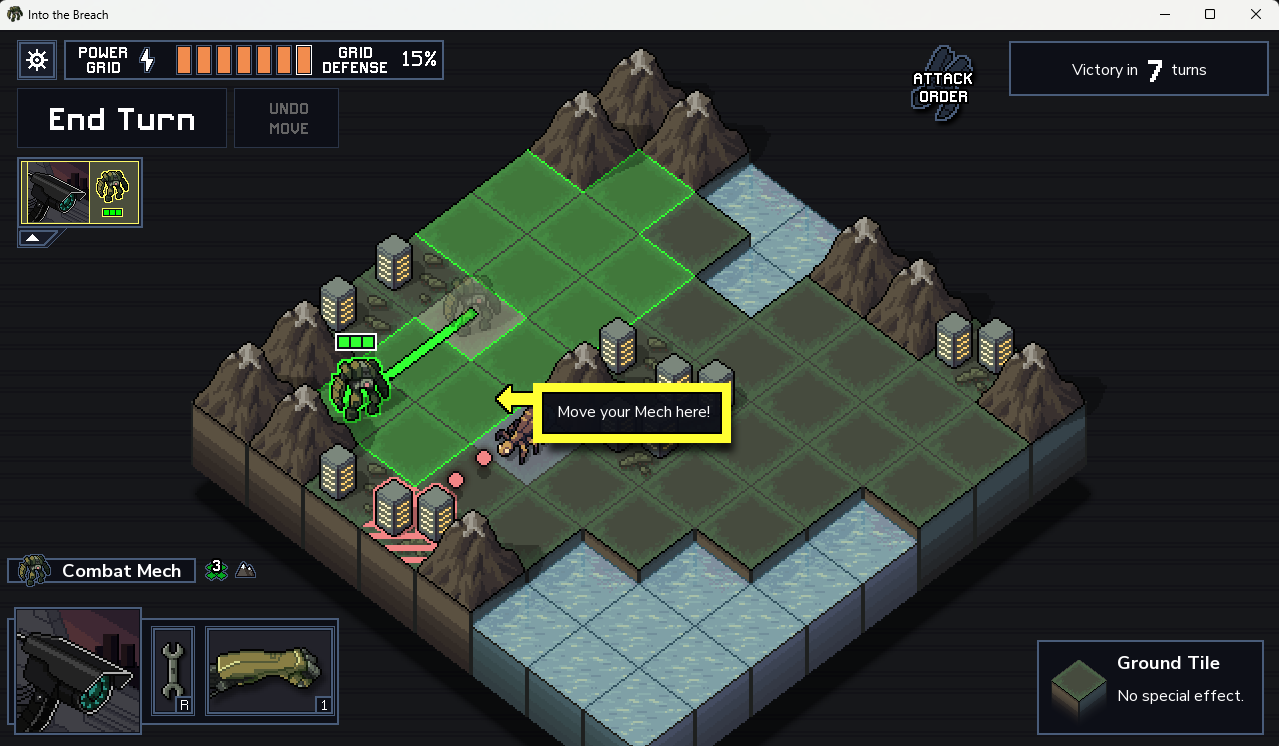 Into the Breach
POWER
GRID
GRID
DEFENSE
15%
ATTACK
ORDER
Victory in 7 turns
End Turn
UNDO
MOVE
Move your Mech here!
Combat Mech
3
R
1
Ground Tile
No special effect.